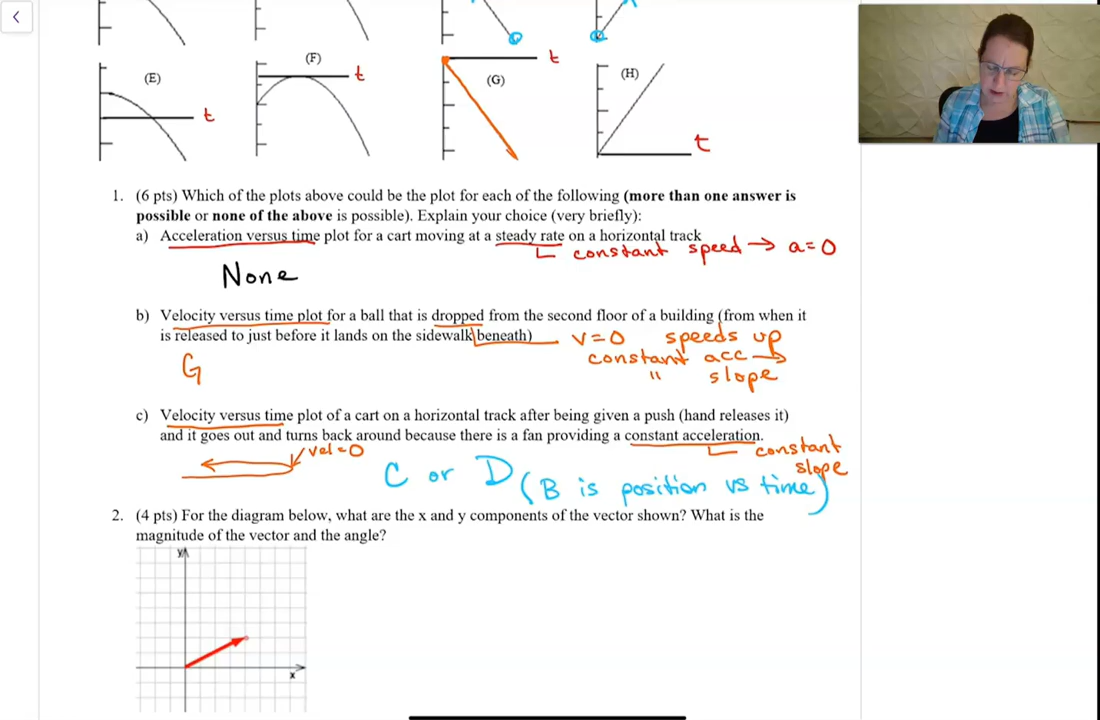 t
(E)
(F)
t
t
(G)
(H)
t
1. (6 pts) Which of the plots above could be the plot for each of the following (more than one answer is
possible or none of the above is possible). Explain your choice (very briefly):
a) Acceleration versus time plot for a cart moving at a steady rate on a horizontal track
constant speed → a=0
None
b) Velocity versus time plot for a ball that is dropped from the second floor of a building (from when it
is released to just before it lands on the sidewalk beneath)
v=0 speeds up
constant acc →
" slope
G
c) Velocity versus time plot of a cart on a horizontal track after being given a push (hand releases it)
and it goes out and turns back around because there is a fan providing a constant acceleration.
vel=0
constant
slope
C or D (B is position vs time)
2. (4 pts) For the diagram below, what are the x and y components of the vector shown? What is the
magnitude of the vector and the angle?
y
x